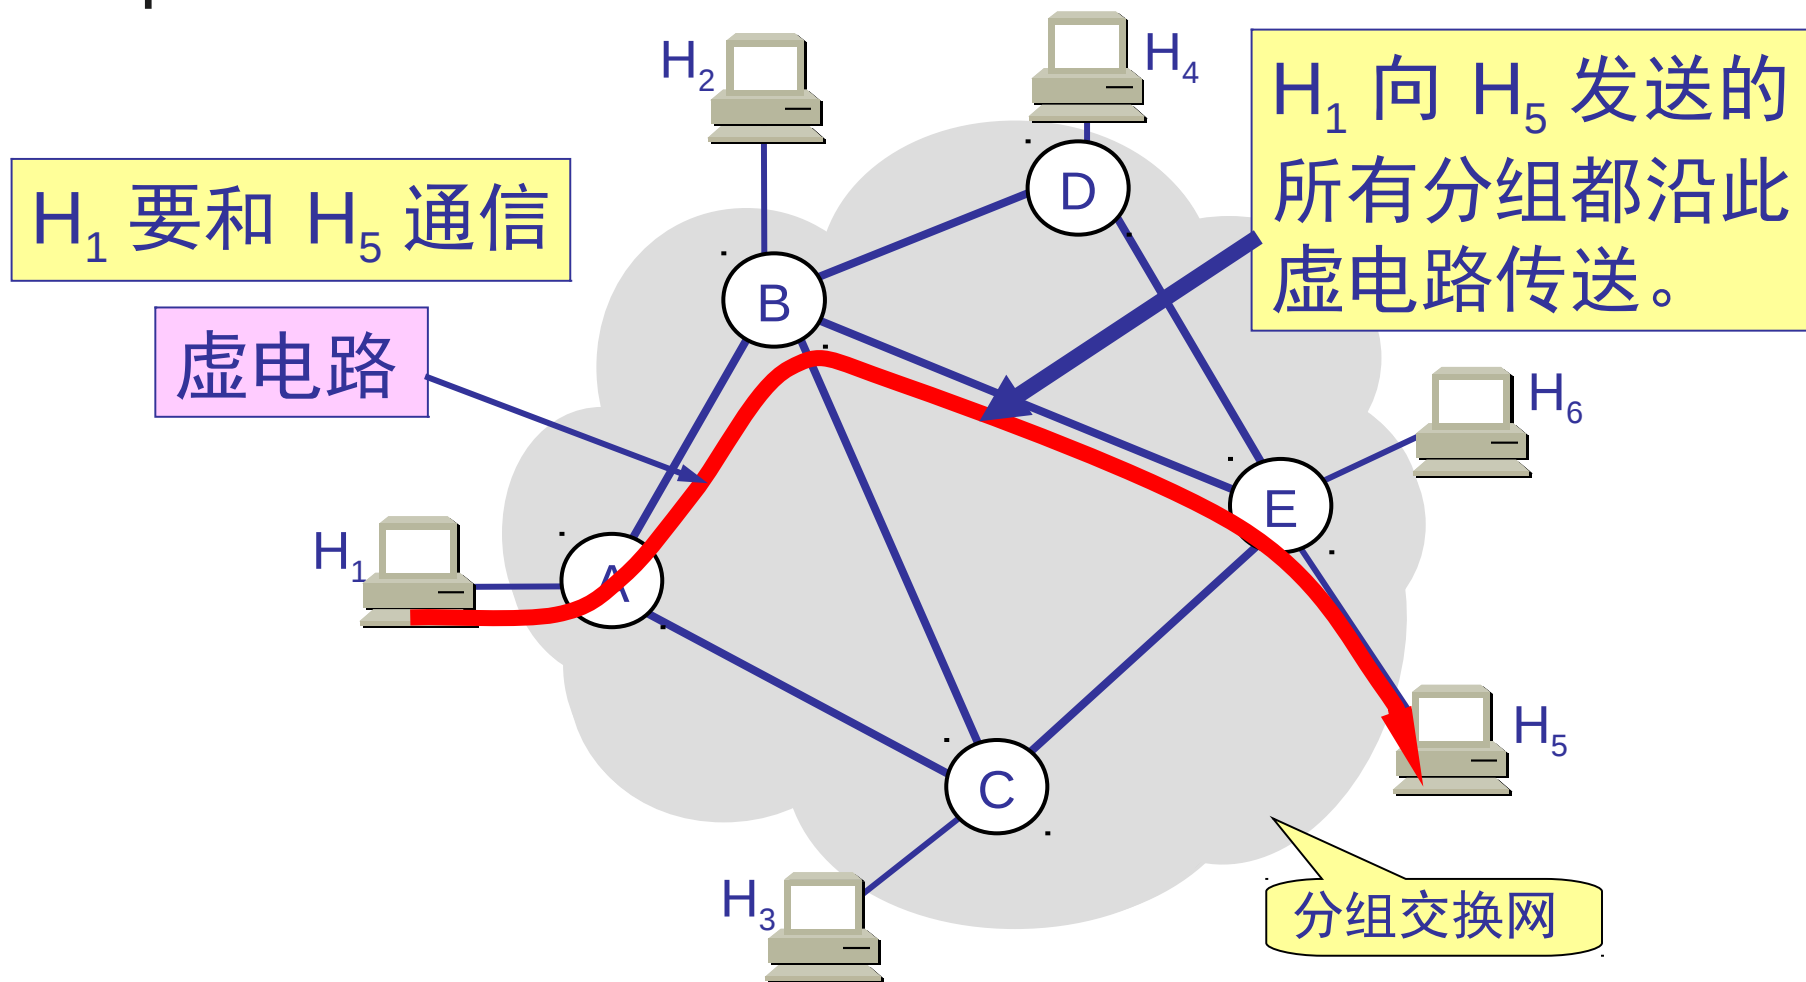 H2
H4
H1 向 H5 发送的
所有分组都沿此
虚电路传送。
H1 要和 H5 通信
D
B
虚电路
H6
E
H1
A
H5
C
H3
分组交换网